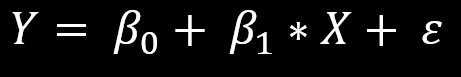 Y = β₀ + β₁ * X + ε